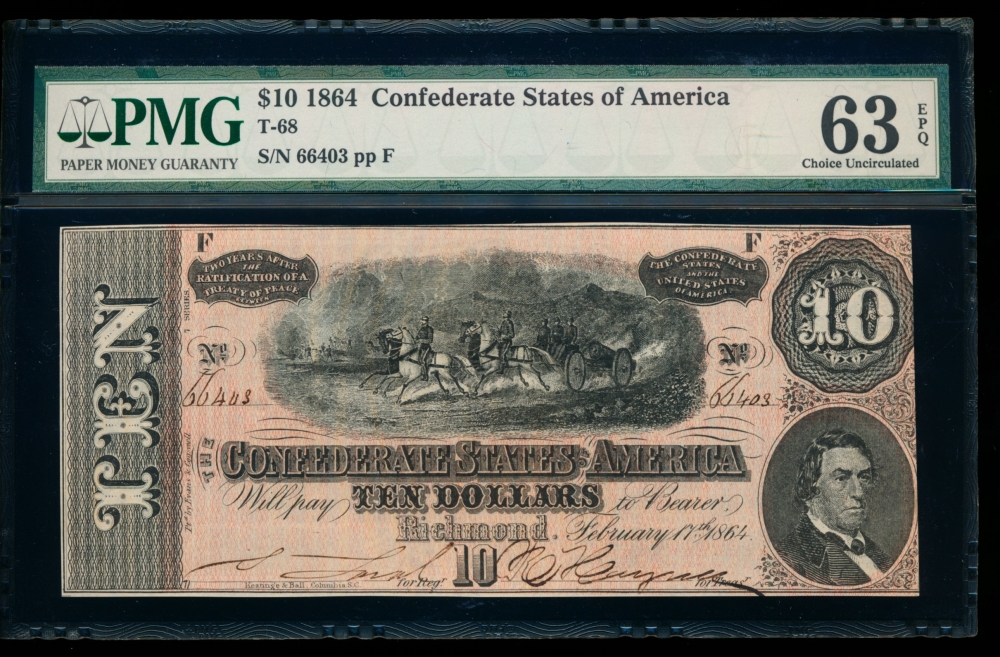 PMG
PAPER MONEY GUARANTY
$10 1864 Confederate States of America
T-68
S/N 66403 pp F
63
EPQ
Choice Uncirculated
F
F
TWO YEARS AFTER
THE
RATIFICATION OF A
TREATY OF PEACE
BETWEEN
THE CONFEDERATE
STATES
AND THE
UNITED STATES
OF AMERICA
10
TEN
SERIES
No
No
66403
66403
THE
CONFEDERATE STATES OF AMERICA
Will pay TEN DOLLARS to Bearer
Richmond. February 17th 1864
10
for Regr
for Treasr
Keatinge & Ball, Columbia S.C.